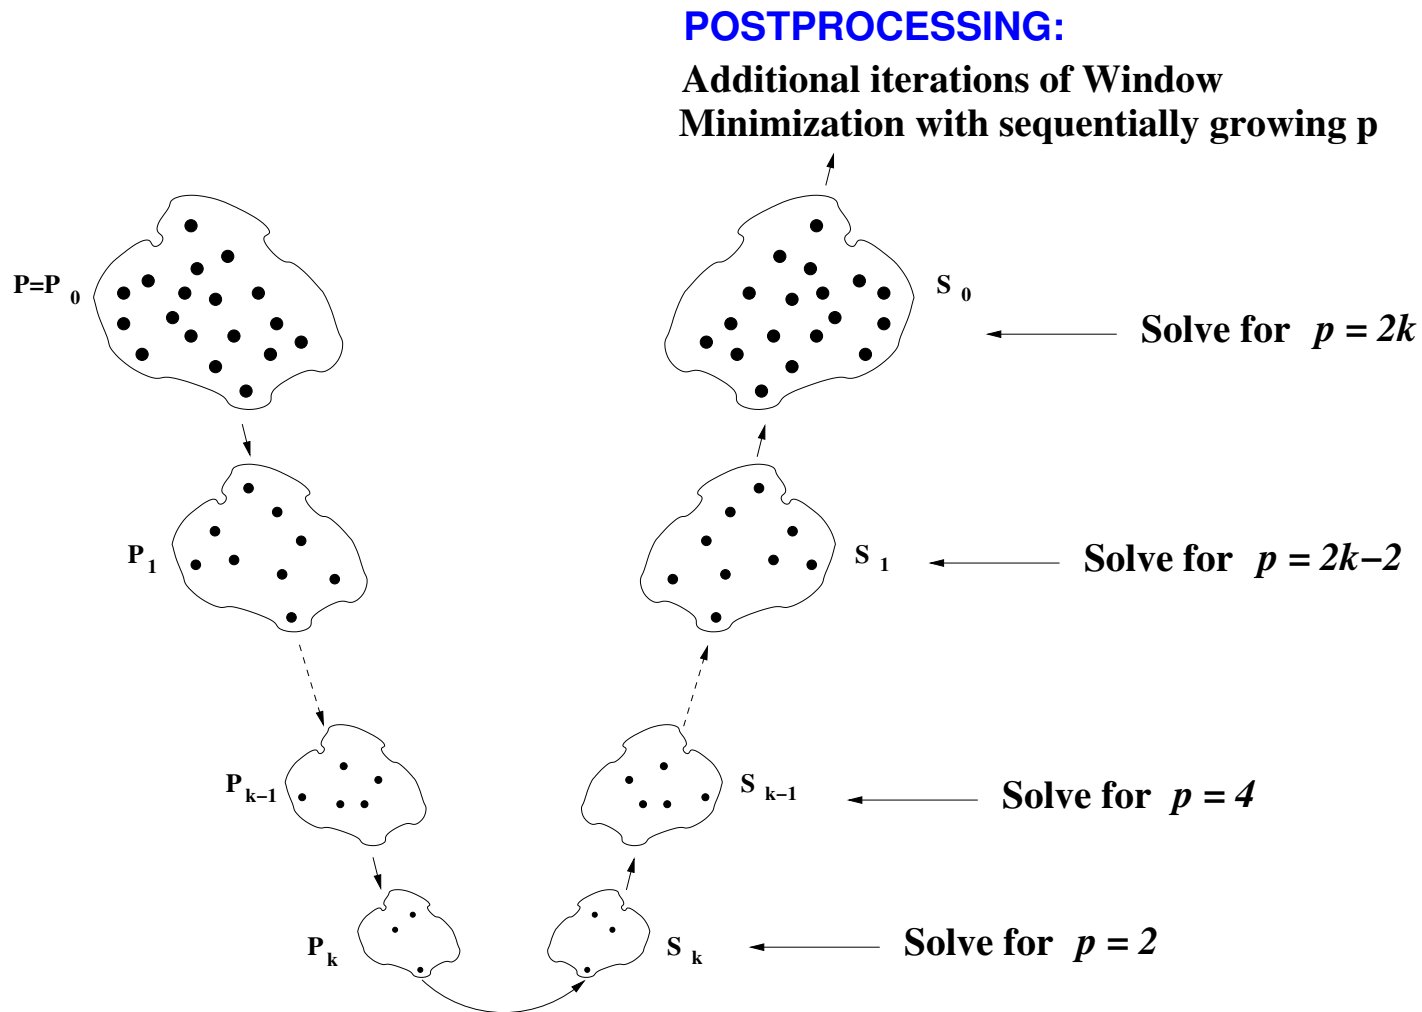 POSTPROCESSING:
Additional iterations of Window
Minimization with sequentially growing p
P=P 0
S 0
Solve for p = 2k
P 1
S 1
Solve for p = 2k−2
P k−1
S k−1
Solve for p = 4
P k
S k
Solve for p = 2